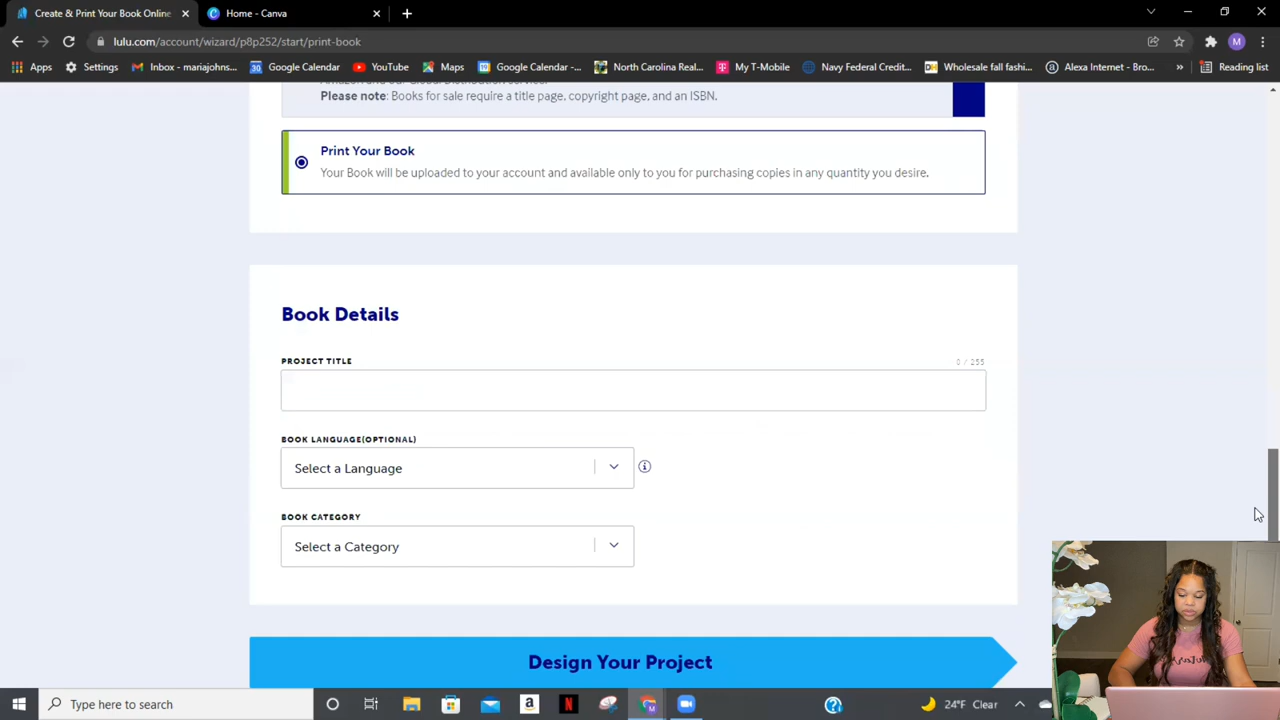 Create & Print Your Book Online
Home - Canva
lulu.com/account/wizard/p8p252/start/print-book
M
Apps
Settings
Inbox - mariajohns...
Google Calendar
YouTube
Maps
Google Calendar -...
North Carolina Real...
My T-Mobile
Navy Federal Credit...
Wholesale fall fashi...
Alexa Internet - Bro...
»
Reading list
Please note: Books for sale require a title page, copyright page, and an ISBN.
Print Your Book
Your Book will be uploaded to your account and available only to you for purchasing copies in any quantity you desire.
Book Details
PROJECT TITLE
0 / 255
BOOK LANGUAGE(OPTIONAL)
Select a Language
BOOK CATEGORY
Select a Category
Design Your Project
Type here to search
24°F Clear